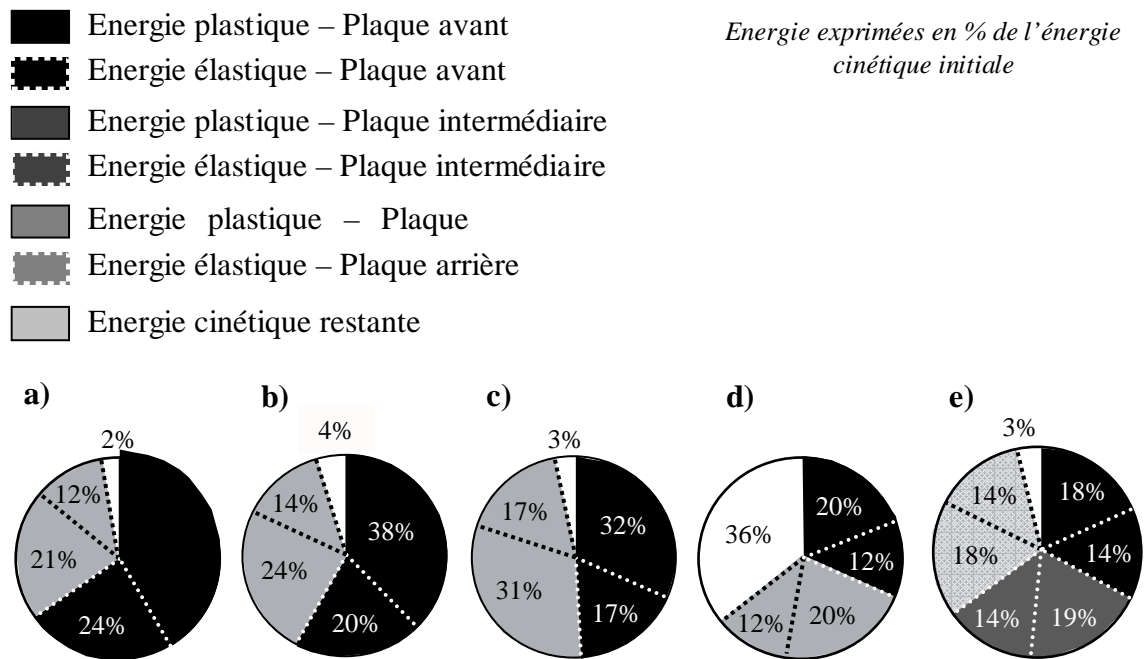 Energie plastique – Plaque avant
Energie exprimées en % de l'énergie
cinétique initiale
Energie élastique – Plaque avant
Energie plastique – Plaque intermédiaire
Energie élastique – Plaque intermédiaire
Energie plastique – Plaque
Energie élastique – Plaque arrière
Energie cinétique restante
a)
2%
12%
21%
24%
b)
4%
14%
38%
24%
20%
c)
3%
17%
32%
31%
17%
d)
36%
20%
12%
12%
20%
e)
3%
14%
18%
18%
14%
14%
19%